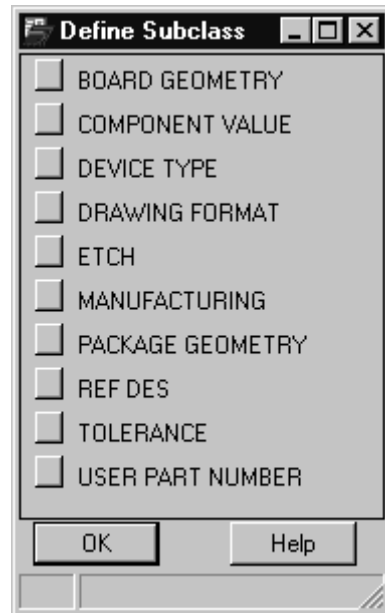 Define Subclass
BOARD GEOMETRY
COMPONENT VALUE
DEVICE TYPE
DRAWING FORMAT
ETCH
MANUFACTURING
PACKAGE GEOMETRY
REF DES
TOLERANCE
USER PART NUMBER
OK Help